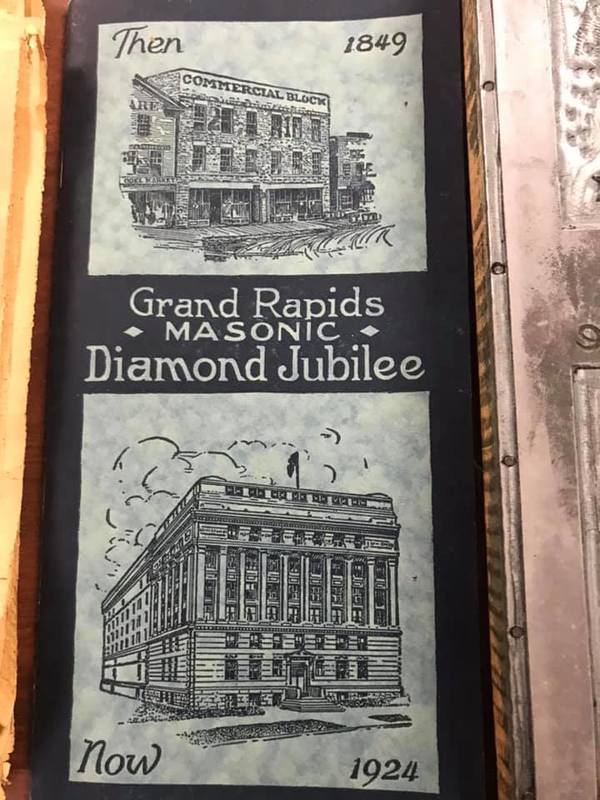 Then 1849
COMMERCIAL BLOCK
Grand Rapids
MASONIC
Diamond Jubilee
Now 1924